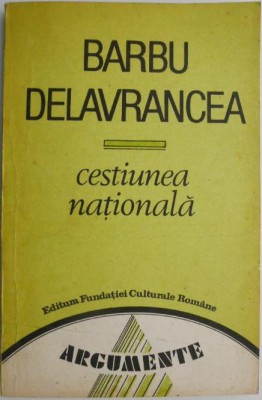 BARBU
DELAVRANCEA
cestiunea
națională
Editura Fundației Culturale Române
ARGUMENTE